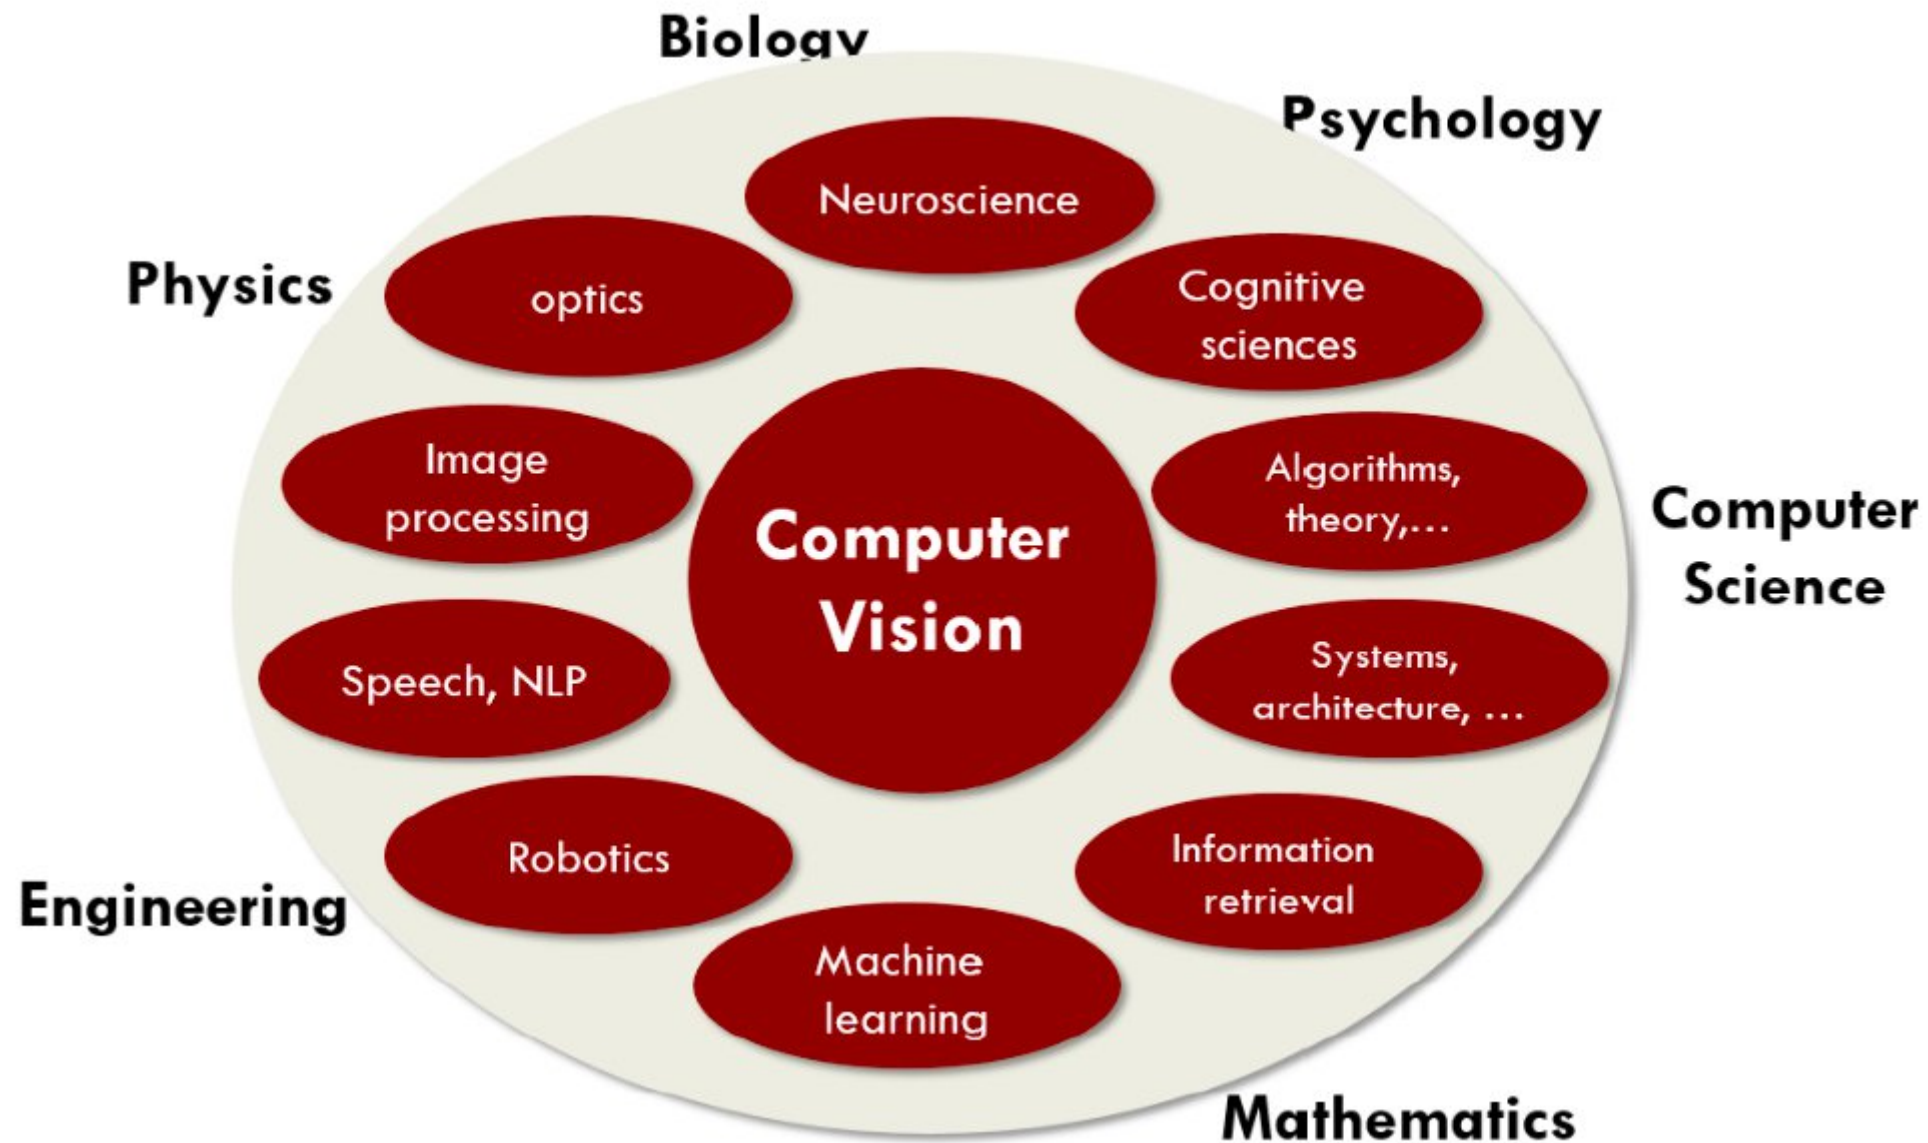 Biology
Psychology
Neuroscience
Physics
optics
Cognitive
sciences
Image
processing
Algorithms,
theory,...
Computer
Vision
Computer
Science
Speech, NLP
Systems,
architecture, ...
Robotics
Information
retrieval
Engineering
Machine
learning
Mathematics